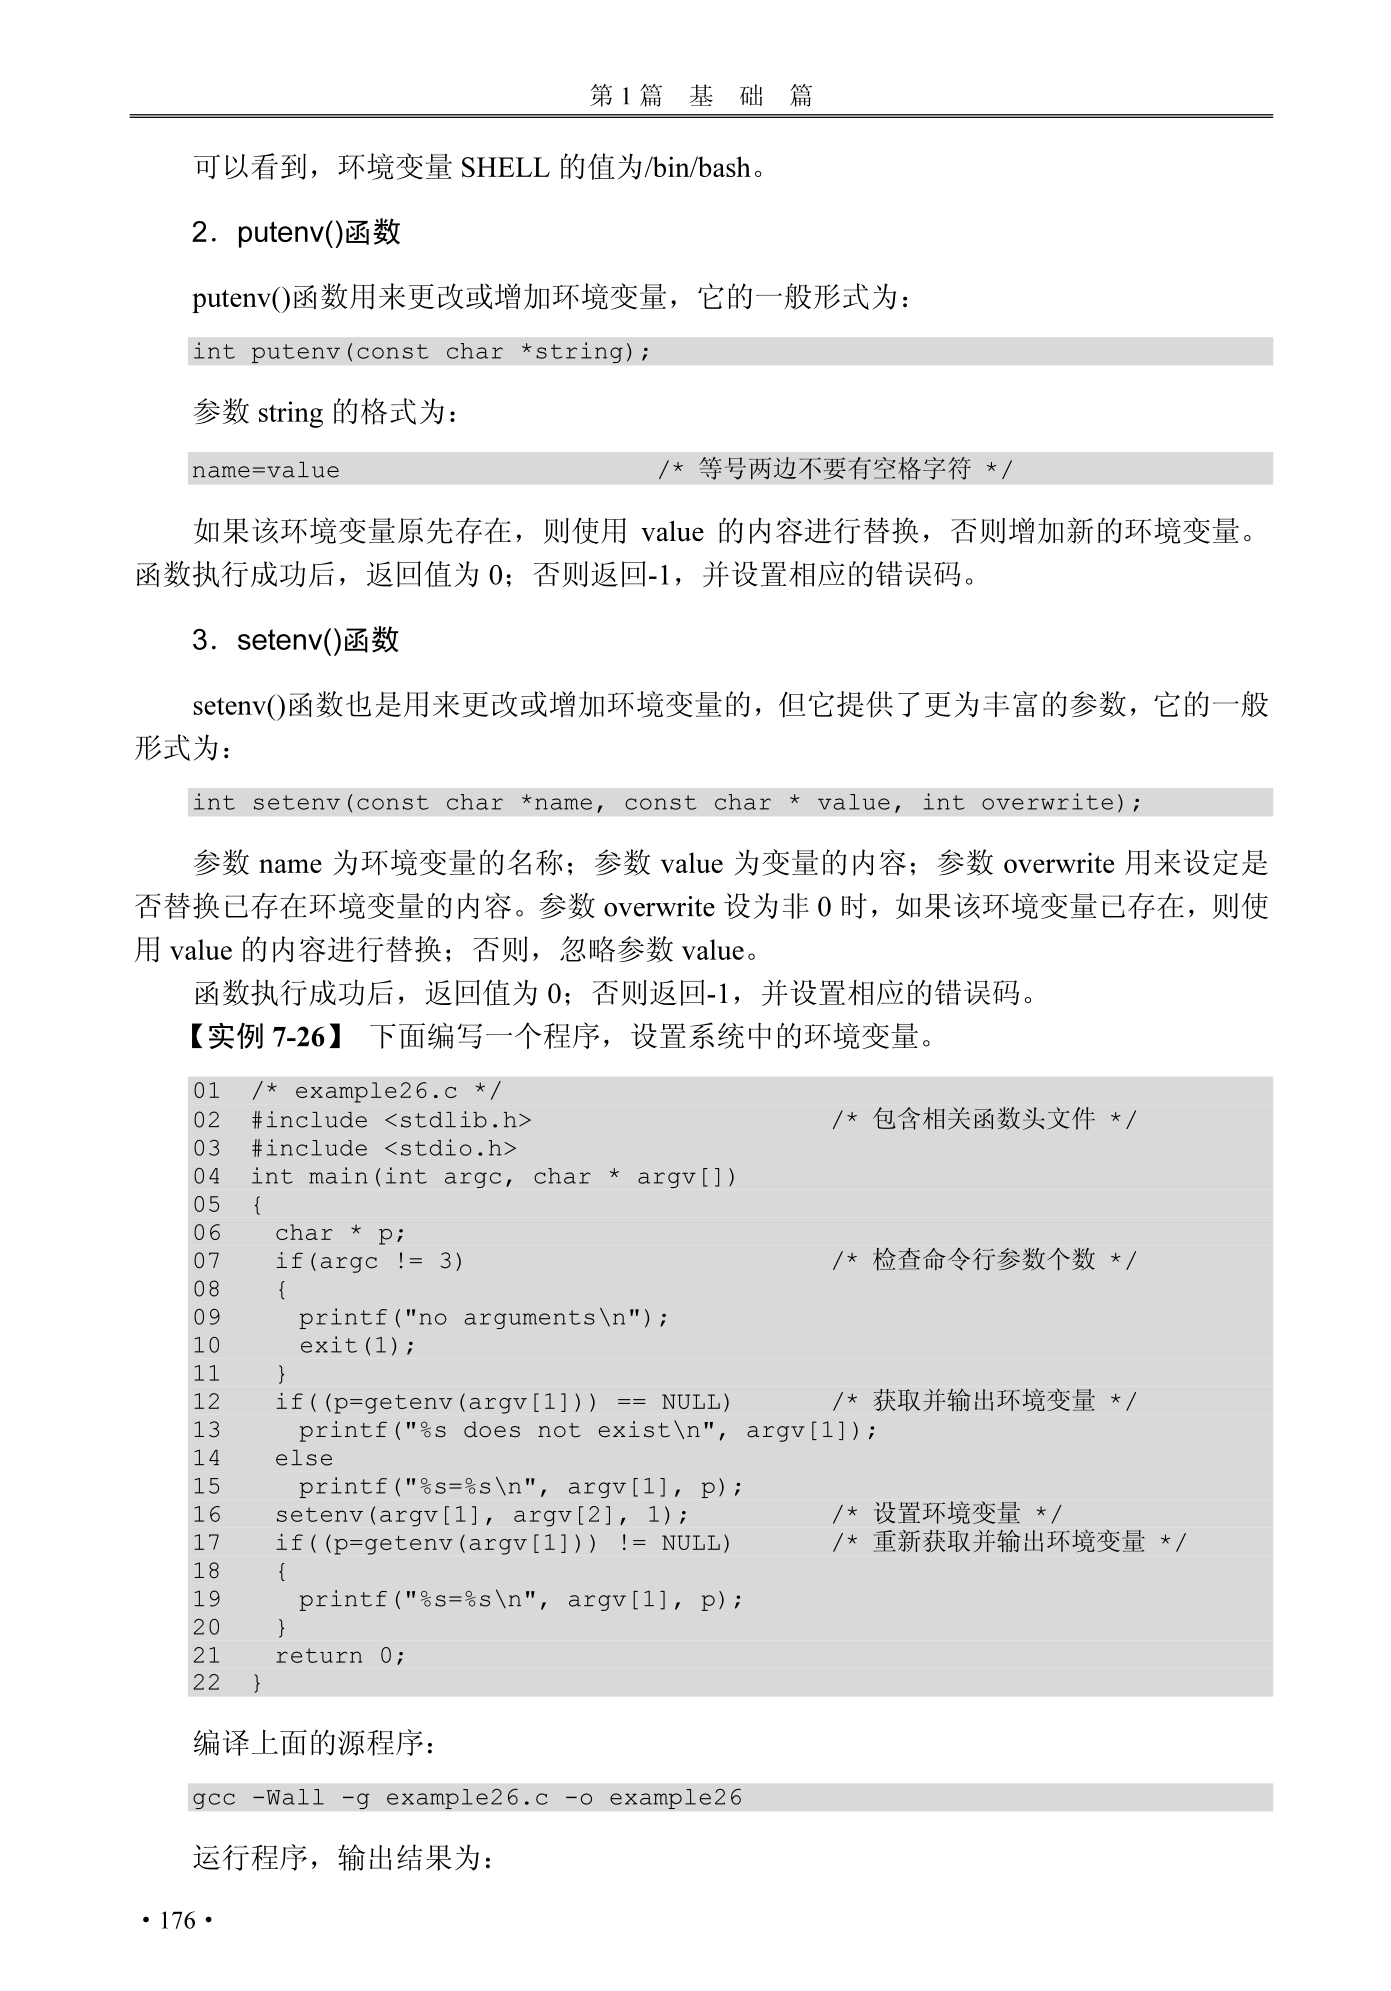 第 1 篇　基　础　篇
可以看到，环境变量 SHELL 的值为/bin/bash。
2．putenv()函数
putenv()函数用来更改或增加环境变量，它的一般形式为：
int putenv(const char *string);
参数 string 的格式为：
name=value                    /* 等号两边不要有空格字符 */
如果该环境变量原先存在，则使用 value 的内容进行替换，否则增加新的环境变量。
函数执行成功后，返回值为 0；否则返回-1，并设置相应的错误码。
3．setenv()函数
setenv()函数也是用来更改或增加环境变量的，但它提供了更为丰富的参数，它的一般
形式为：
int setenv(const char *name, const char * value, int overwrite);
参数 name 为环境变量的名称；参数 value 为变量的内容；参数 overwrite 用来设定是
否替换已存在环境变量的内容。参数 overwrite 设为非 0 时，如果该环境变量已存在，则使
用 value 的内容进行替换；否则，忽略参数 value。
函数执行成功后，返回值为 0；否则返回-1，并设置相应的错误码。
【实例 7-26】 下面编写一个程序，设置系统中的环境变量。
01  /* example26.c */
02  #include <stdlib.h>                    /* 包含相关函数头文件 */
03  #include <stdio.h>
04  int main(int argc, char * argv[])
05  {
06    char * p;
07    if(argc != 3)                        /* 检查命令行参数个数 */
08    {
09      printf("no arguments\n");
10      exit(1);
11    }
12    if((p=getenv(argv[1])) == NULL)      /* 获取并输出环境变量 */
13      printf("%s does not exist\n", argv[1]);
14    else
15      printf("%s=%s\n", argv[1], p);
16    setenv(argv[1], argv[2], 1);         /* 设置环境变量 */
17    if((p=getenv(argv[1])) != NULL)      /* 重新获取并输出环境变量 */
18    {
19      printf("%s=%s\n", argv[1], p);
20    }
21    return 0;
22  }
编译上面的源程序：
gcc -Wall -g example26.c -o example26
运行程序，输出结果为：
· 176 ·